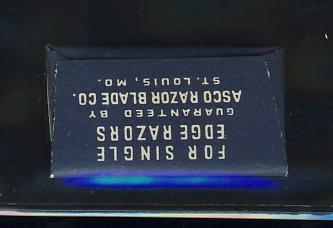 FOR SINGLE
EDGE RAZORS
GUARANTEED BY
ASCO RAZOR BLADE CO.
ST. LOUIS, MO.